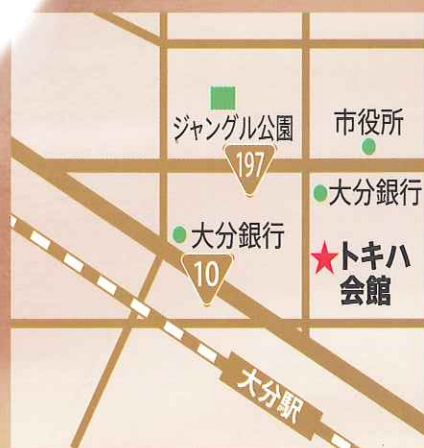 ジャングル公園
市役所
197
大分銀行
大分銀行
10
トキハ
会館
大分駅